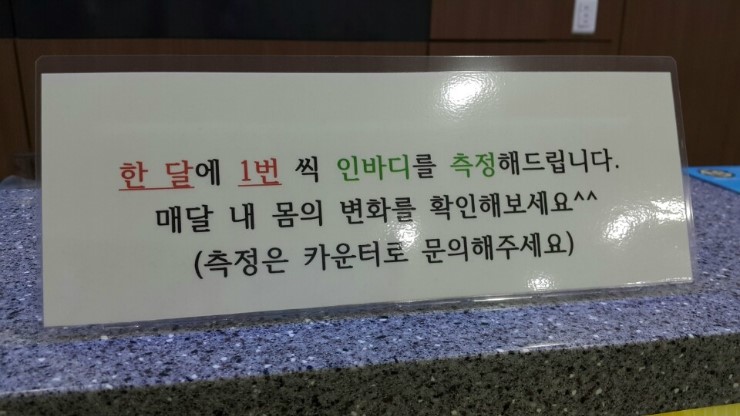 한 달에 1번 씩 인바디를 측정해드립니다.
매달 내 몸의 변화를 확인해보세요^^
(측정은 카운터로 문의해주세요)